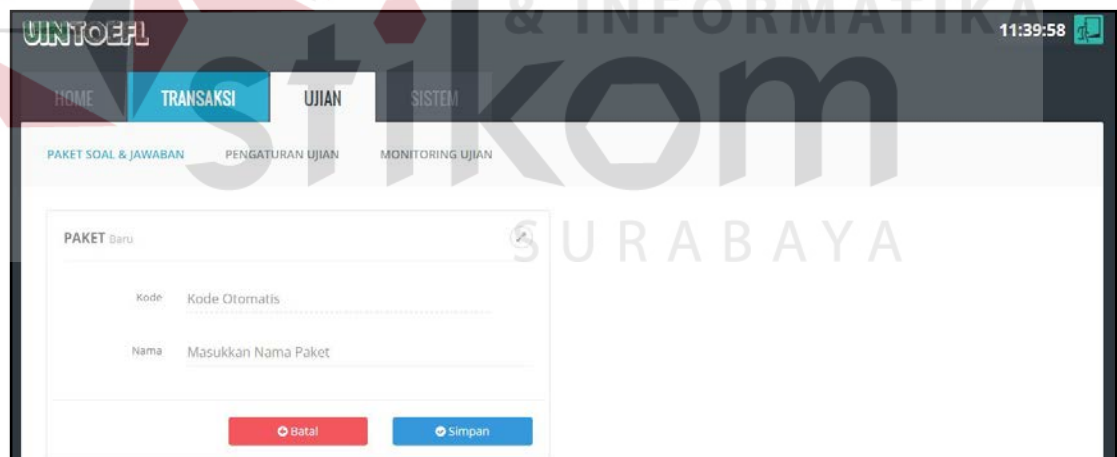 & INFORMATIKA
UINTOEFL
11:39:58
HOME TRANSAKSI UJIAN SISTEM
stikom
PAKET SOAL & JAWABAN PENGATURAN UJIAN MONITORING UJIAN
SURABAYA
PAKET Baru
Kode Kode Otomatis
Nama Masukkan Nama Paket
Batal Simpan